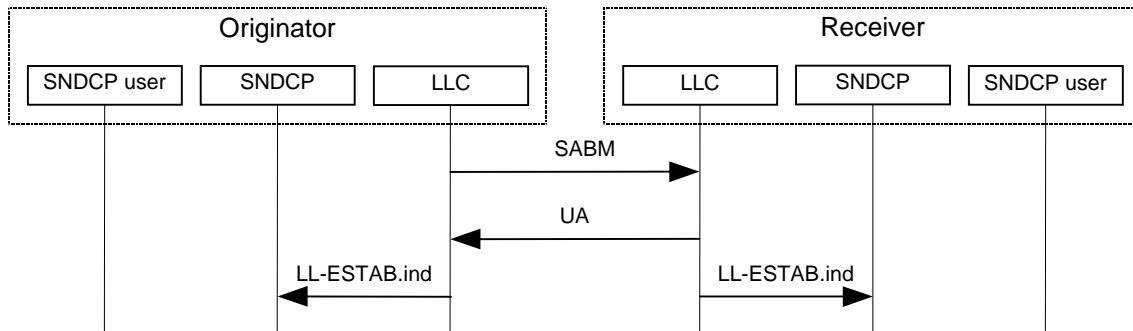 Originator
Receiver
SNDCP user
SNDCP
LLC
LLC
SNDCP
SNDCP user
SABM
UA
LL-ESTAB.ind
LL-ESTAB.ind